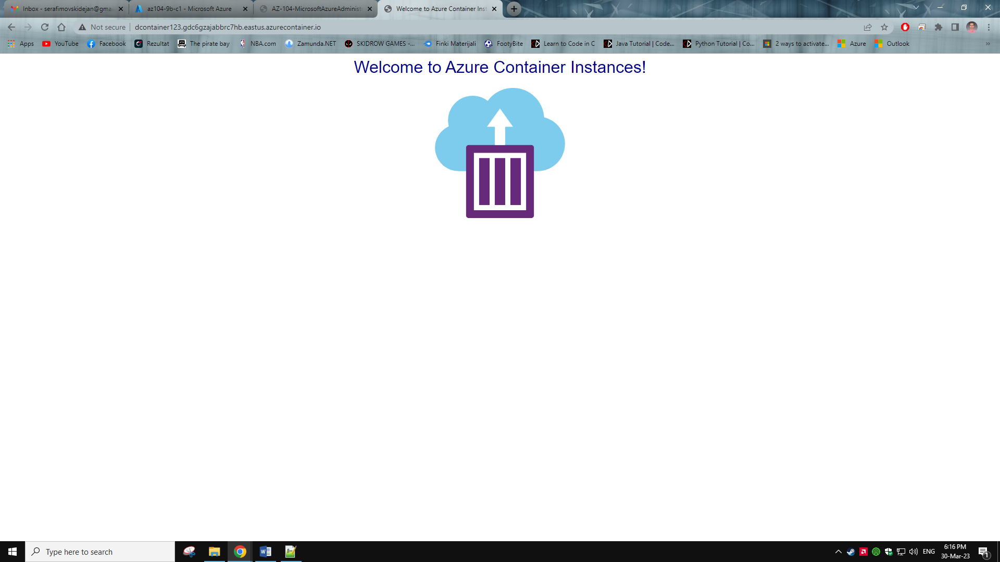 Inbox - serafimovskidejan@gma
az104-9b-c1 - Microsoft Azure
AZ-104-MicrosoftAzureAdminist
Welcome to Azure Container Inst
Not secure
dcontainer123.gdc6gzajabbrc7hb.eastus.azurecontainer.io
Apps
YouTube
Facebook
Rezultat
The pirate bay
NBA.com
Zamunda.NET
SKIDROW GAMES -...
Finki Materijali
FootyBite
Learn to Code in C
Java Tutorial | Code...
Python Tutorial | Co...
2 ways to activate...
Azure
Outlook
Welcome to Azure Container Instances!
Type here to search
ENG
6:16 PM
30-Mar-23
1